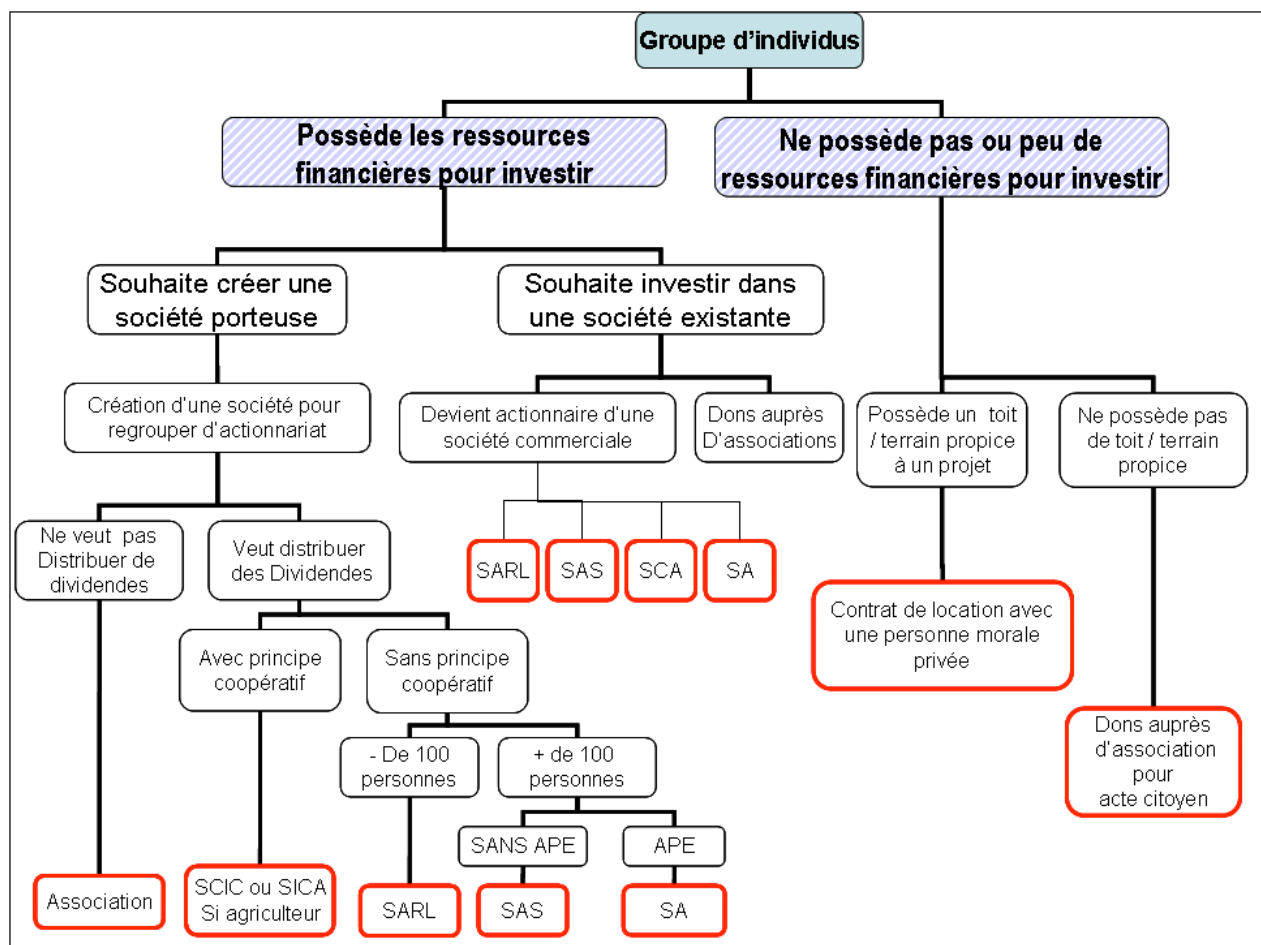 Groupe d'individus
Possède les ressources
financières pour investir
Ne possède pas ou peu de
ressources financières pour investir
Souhaite créer une
société porteuse
Souhaite investir dans
une société existante
Création d'une société pour
regrouper d'actionnariat
Devient actionnaire d'une
société commerciale
Dons auprès
D'associations
Possède un toit
/ terrain propice
à un projet
Ne possède pas
de toit / terrain
propice
Ne veut pas
Distribuer de
dividendes
Veut distribuer
des Dividendes
SARL
SAS
SCA
SA
Contrat de location avec
une personne morale
privée
Avec principe
coopératif
Sans principe
coopératif
Dons auprès
d'association
pour
acte citoyen
- De 100
personnes
+ de 100
personnes
SANS APE
APE
Association
SCIC ou SICA
Si agriculteur
SARL
SAS
SA